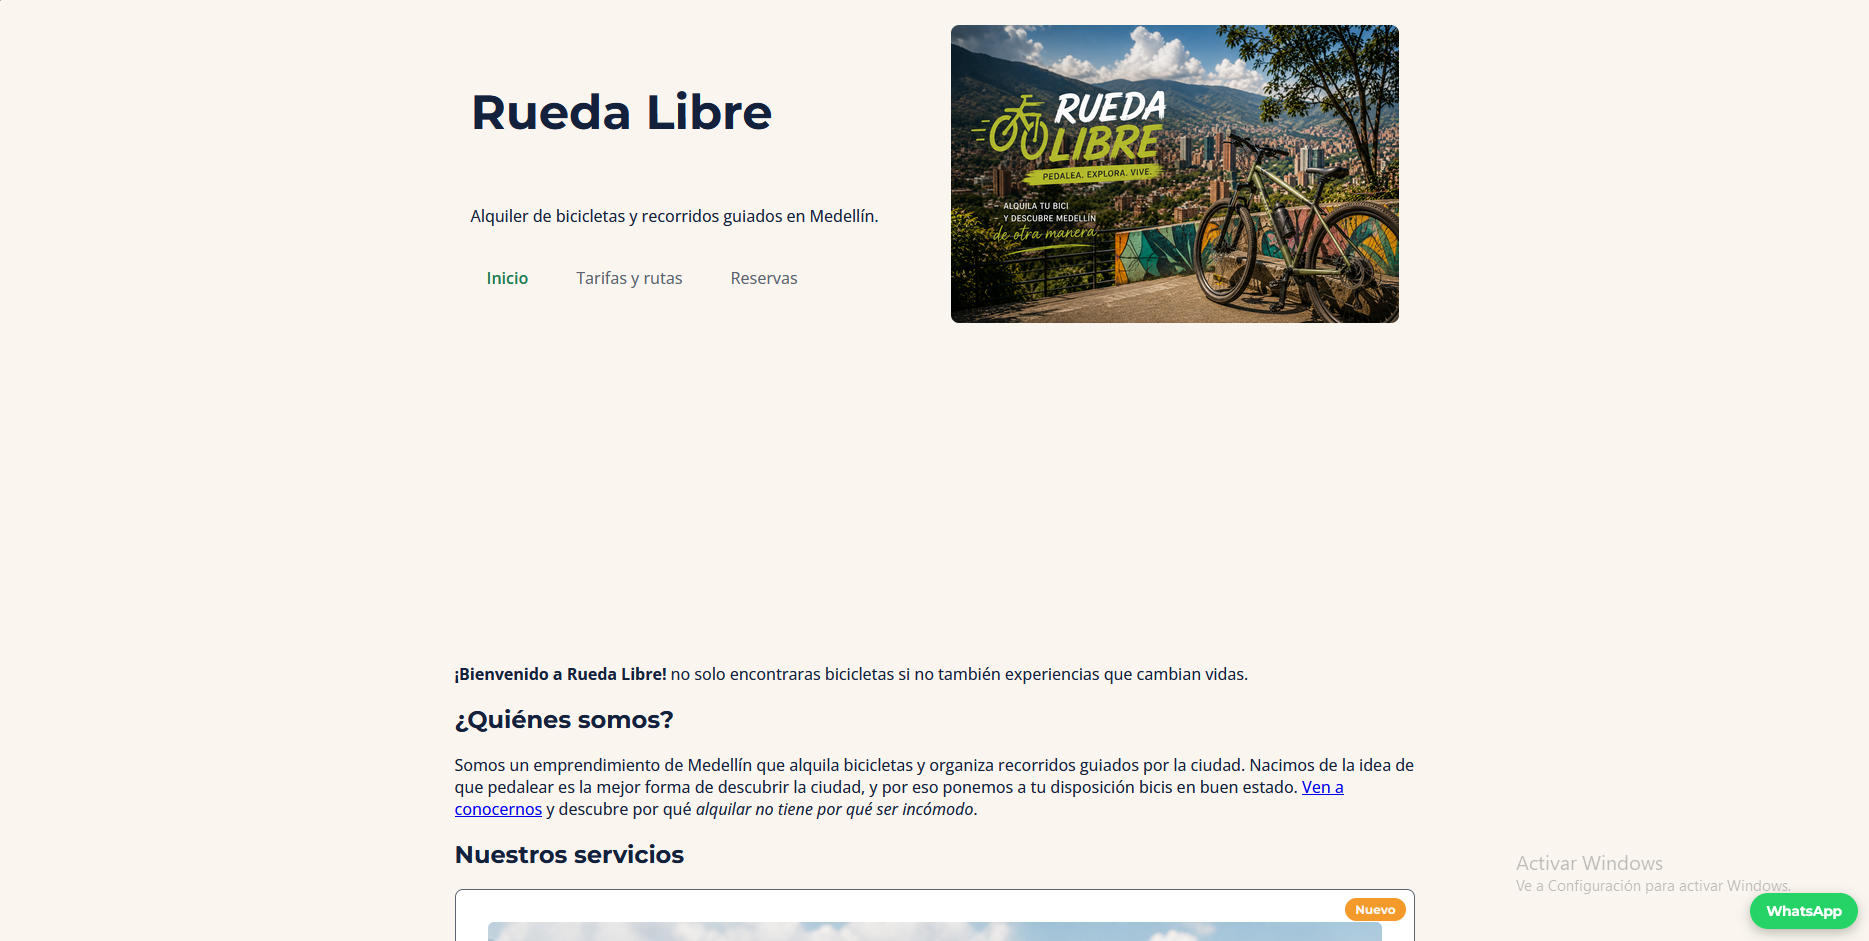 Rueda Libre
Alquiler de bicicletas y recorridos guiados en Medellín.
Inicio Tarifas y rutas Reservas
RUEDA
LIBRE
PEDALEA. EXPLORA. VIVE.
ALQUILA TU BICI
Y DESCUBRE MEDELLÍN
de otra manera.
¡Bienvenido a Rueda Libre! no solo encontraras bicicletas si no también experiencias que cambian vidas.
¿Quiénes somos?
Somos un emprendimiento de Medellín que alquila bicicletas y organiza recorridos guiados por la ciudad. Nacimos de la idea de
que pedalear es la mejor forma de descubrir la ciudad, y por eso ponemos a tu disposición bicis en buen estado. Ven a
conocernos y descubre por qué alquilar no tiene por qué ser incómodo.
Nuestros servicios
Nuevo
Activar Windows
Ve a Configuración para activar Windows.
WhatsApp